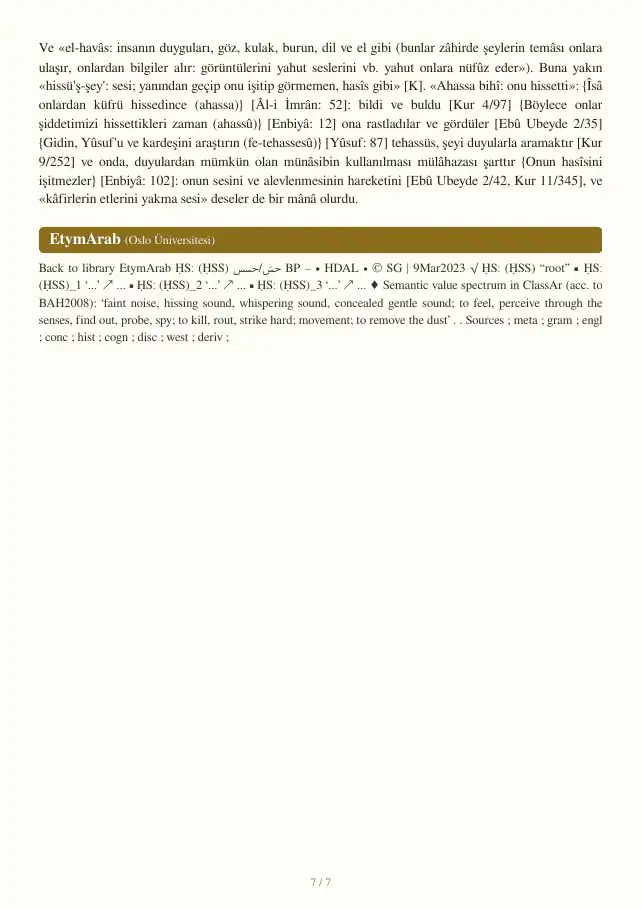 Ve «el-havâs: insanın duyguları, göz, kulak, burun, dil ve el gibi (bunlar zâhirde şeylerin temâsı onlara
ulaşır, onlardan bilgiler alır: görüntülerini yahut seslerini vb. yahut onlara nüfûz eder»). Buna yakın
«hissü'ş-şey': sesi; yanından geçip onu işitip görmemen, hasîs gibi» [K]. «Ahassa bihî: onu hissetti»: {Îsâ
onlardan küfrü hissedince (ahassa)} [Âl-i İmrân: 52]: bildi ve buldu [Kur 4/97] {Böylece onlar
şiddetimizi hissettikleri zaman (ahassû)} [Enbiyâ: 12] ona rastladılar ve gördüler [Ebû Ubeyde 2/35]
{Gidin, Yûsuf'u ve kardeşini araştırın (fe-tehassesû)} [Yûsuf: 87] tehassüs, şeyi duyularla aramaktır [Kur
9/252] ve onda, duyulardan mümkün olan münâsibin kullanılması mülâhazası şarttır {Onun hasîsini
işitmezler} [Enbiyâ: 102]: onun sesini ve alevlenmesinin hareketini [Ebû Ubeyde 2/42, Kur 11/345], ve
«kâfirlerin etlerini yakma sesi» deseler de bir mânâ olurdu.
EtymArab (Oslo Üniversitesi)
Back to library EtymArab ḤS: (ḤSS) حسّ/حسس BP – • HDAL • © SG | 9Mar2023 √ ḤS: (ḤSS) “root” ▪ ḤS:
(ḤSS)_1 ‘...’ ↗ ... ▪ ḤS: (ḤSS)_2 ‘...’ ↗ ... ▪ ḤS: (ḤSS)_3 ‘...’ ↗ ... ♦ Semantic value spectrum in ClassAr (acc. to
BAH2008): ‘faint noise, hissing sound, whispering sound, concealed gentle sound; to feel, perceive through the
senses, find out, probe, spy; to kill, rout, strike hard; movement; to remove the dust’ . . Sources ; meta ; gram ; engl
; conc ; hist ; cogn ; disc ; west ; deriv ;
7 / 7